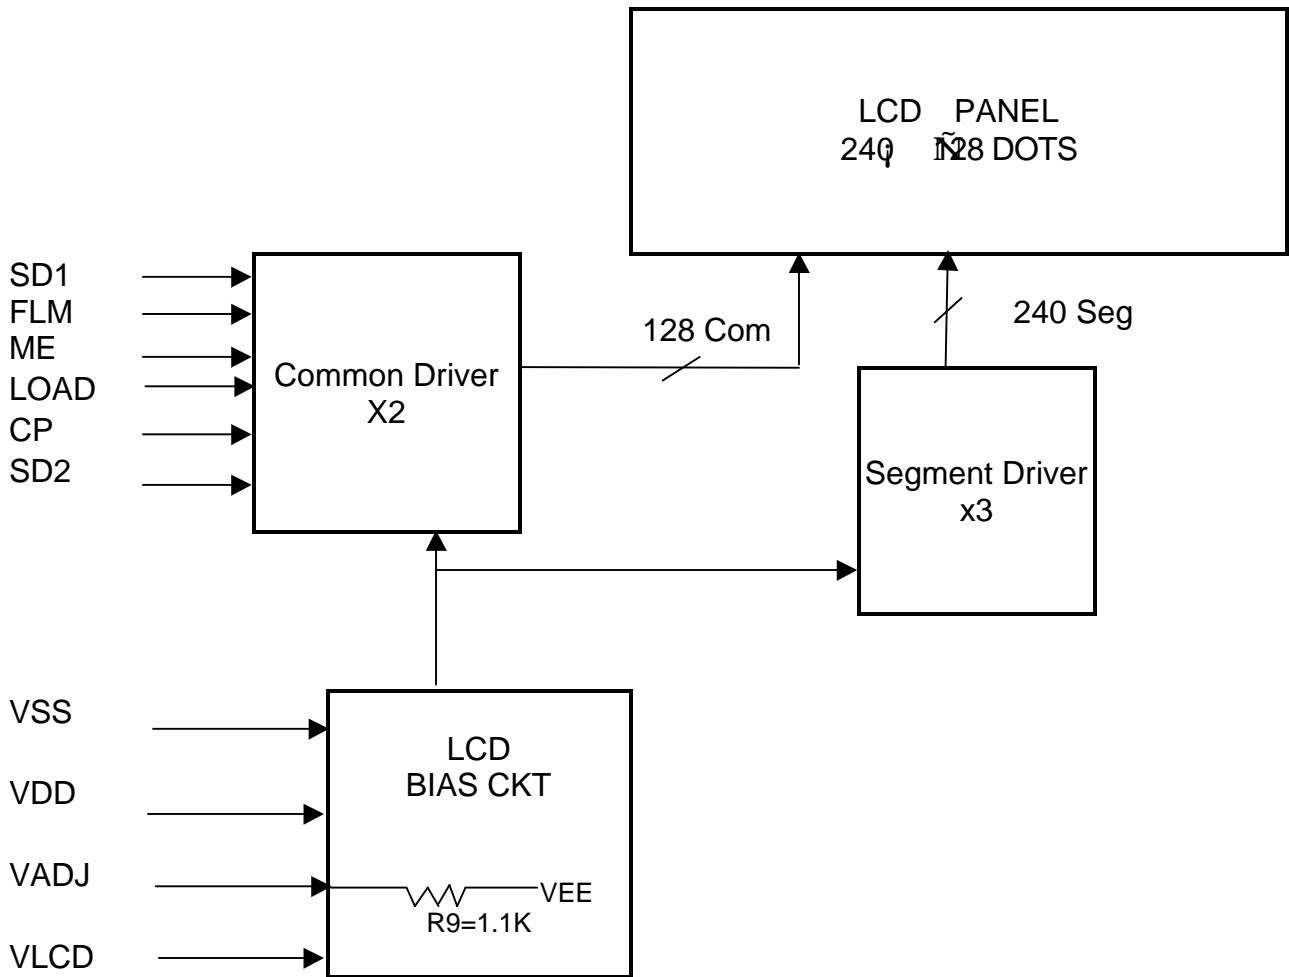 LCD PANEL
240 128 DOTS
SD1
FLM
ME
LOAD
CP
SD2
Common Driver
X2
128 Com
240 Seg
Segment Driver
x3
VSS
VDD
VADJ
VLCD
LCD
BIAS CKT
VEE
R9=1.1K